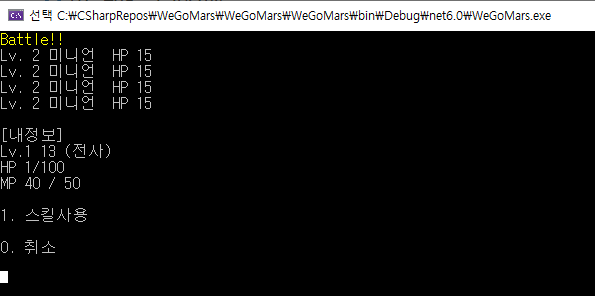 선택 C:₩CSharpRepos₩WeGoMars₩WeGoMars₩WeGoMars₩bin₩Debug₩net6.0₩WeGoMars.exe
Battle!!
Lv. 2 미니언  HP 15
Lv. 2 미니언  HP 15
Lv. 2 미니언  HP 15
Lv. 2 미니언  HP 15
[내정보]
Lv.1 13 (전사)
HP 1/100
MP 40 / 50
1. 스킬사용
0. 취소